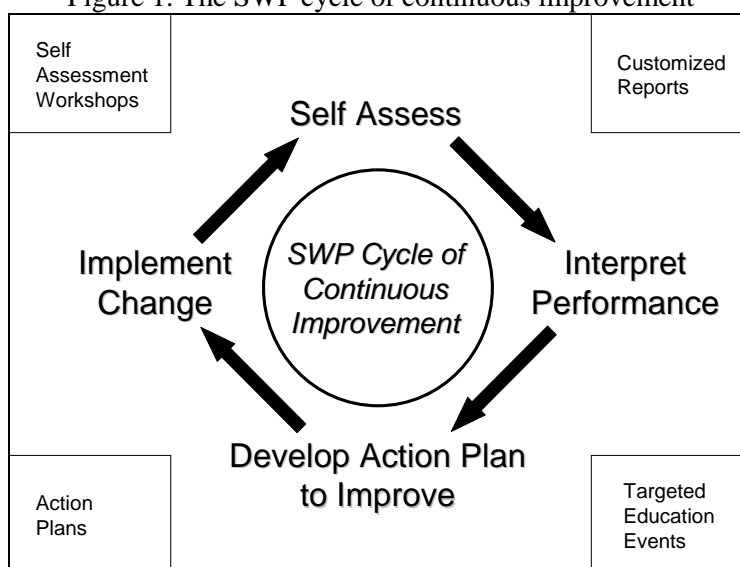 Figure 1. The SWP cycle of continuous improvement
Self
Assessment
Workshops
Customized
Reports
Self Assess
Implement
Change
SWP Cycle of
Continuous
Improvement
Interpret
Performance
Develop Action Plan
to Improve
Action
Plans
Targeted
Education
Events